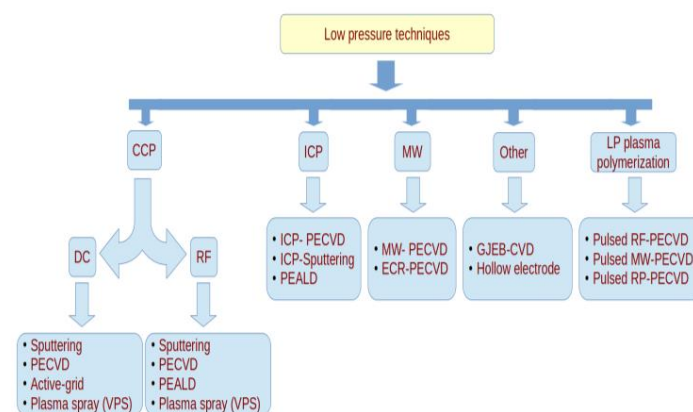 Low pressure techniques
CCP
ICP
MW
Other
LP plasma
polymerization
DC
RF
• ICP- PECVD
• ICP-Sputtering
• PEALD
• MW- PECVD
• ECR-PECVD
• GJEB-CVD
• Hollow electrode
• Pulsed RF-PECVD
• Pulsed MW-PECVD
• Pulsed RP-PECVD
• Sputtering
• PECVD
• Active-grid
• Plasma spray (VPS)
• Sputtering
• PECVD
• PEALD
• Plasma spray (VPS)